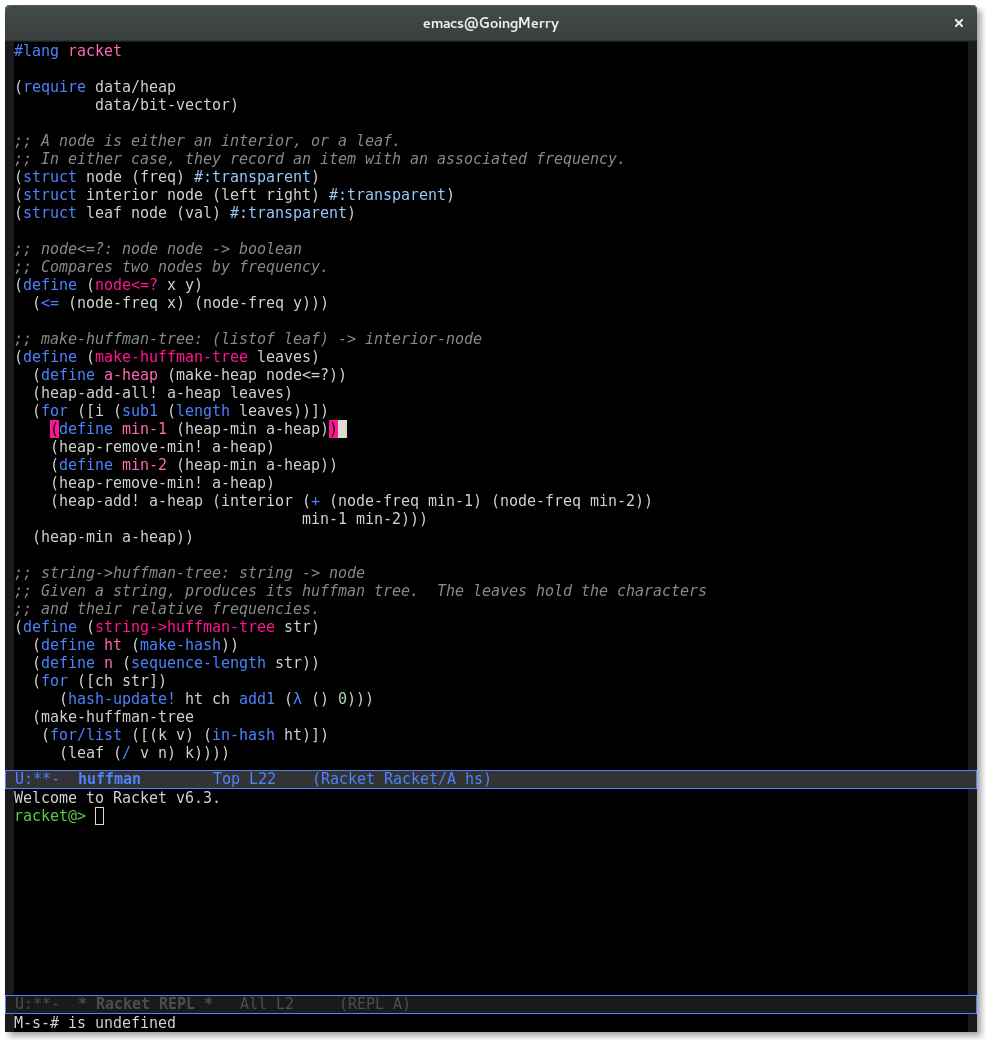 emacs@GoingMerry ×
#lang racket
(require data/heap
         data/bit-vector)
;; A node is either an interior, or a leaf.
;; In either case, they record an item with an associated frequency.
(struct node (freq) #:transparent)
(struct interior node (left right) #:transparent)
(struct leaf node (val) #:transparent)
;; node<=?: node node -> boolean
;; Compares two nodes by frequency.
(define (node<=? x y)
  (<= (node-freq x) (node-freq y)))
;; make-huffman-tree: (listof leaf) -> interior-node
(define (make-huffman-tree leaves)
  (define a-heap (make-heap node<=?))
  (heap-add-all! a-heap leaves)
  (for ([i (sub1 (length leaves))])
    (define min-1 (heap-min a-heap))
    (heap-remove-min! a-heap)
    (define min-2 (heap-min a-heap))
    (heap-remove-min! a-heap)
    (heap-add! a-heap (interior (+ (node-freq min-1) (node-freq min-2))
                                min-1 min-2)))
  (heap-min a-heap))
;; string->huffman-tree: string -> node
;; Given a string, produces its huffman tree.  The leaves hold the characters
;; and their relative frequencies.
(define (string->huffman-tree str)
  (define ht (make-hash))
  (define n (sequence-length str))
  (for ([ch str])
     (hash-update! ht ch add1 (λ () 0)))
  (make-huffman-tree
   (for/list ([(k v) (in-hash ht)])
     (leaf (/ v n) k))))
U:**-  huffman        Top L22    (Racket Racket/A hs)
Welcome to Racket v6.3.
racket@>
U:**-  * Racket REPL *   All L2     (REPL A)
M-s-# is undefined